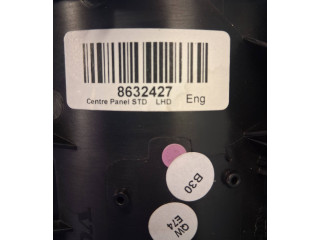 8632427
Centre Panel STD LHD Eng
B30
QW
E74